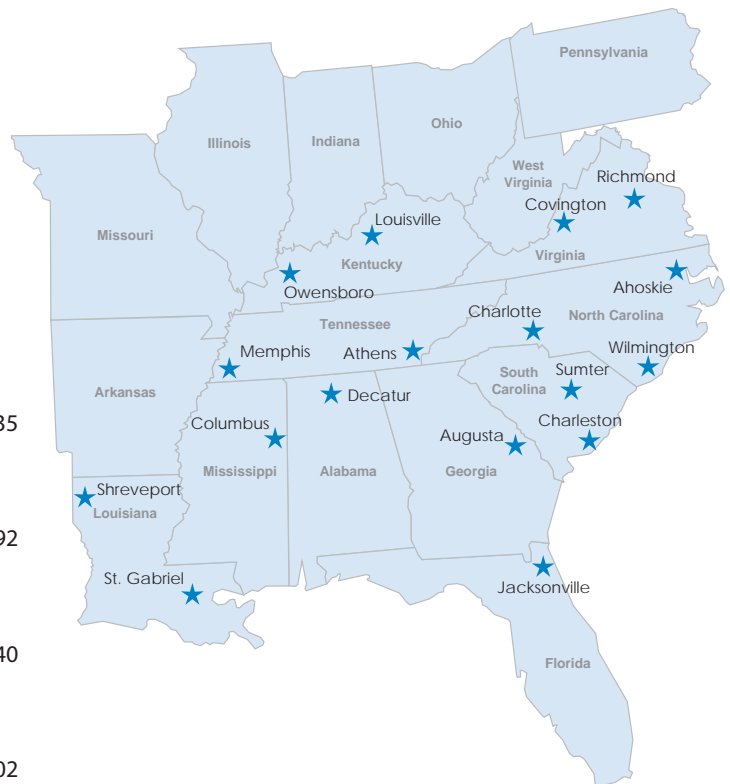 Pennsylvania
Ohio
Illinois
Indiana
West
Virginia
Richmond
Covington
Louisville
Missouri
Virginia
Kentucky
Ahoskie
Owensboro
Charlotte
North Carolina
Tennessee
Wilmington
Memphis
Athens
South
Carolina
Sumter
Arkansas
Decatur
Columbus
Charleston
35
Augusta
Mississippi
Alabama
Georgia
Shreveport
Louisiana
92
St. Gabriel
Jacksonville
40
Florida
02